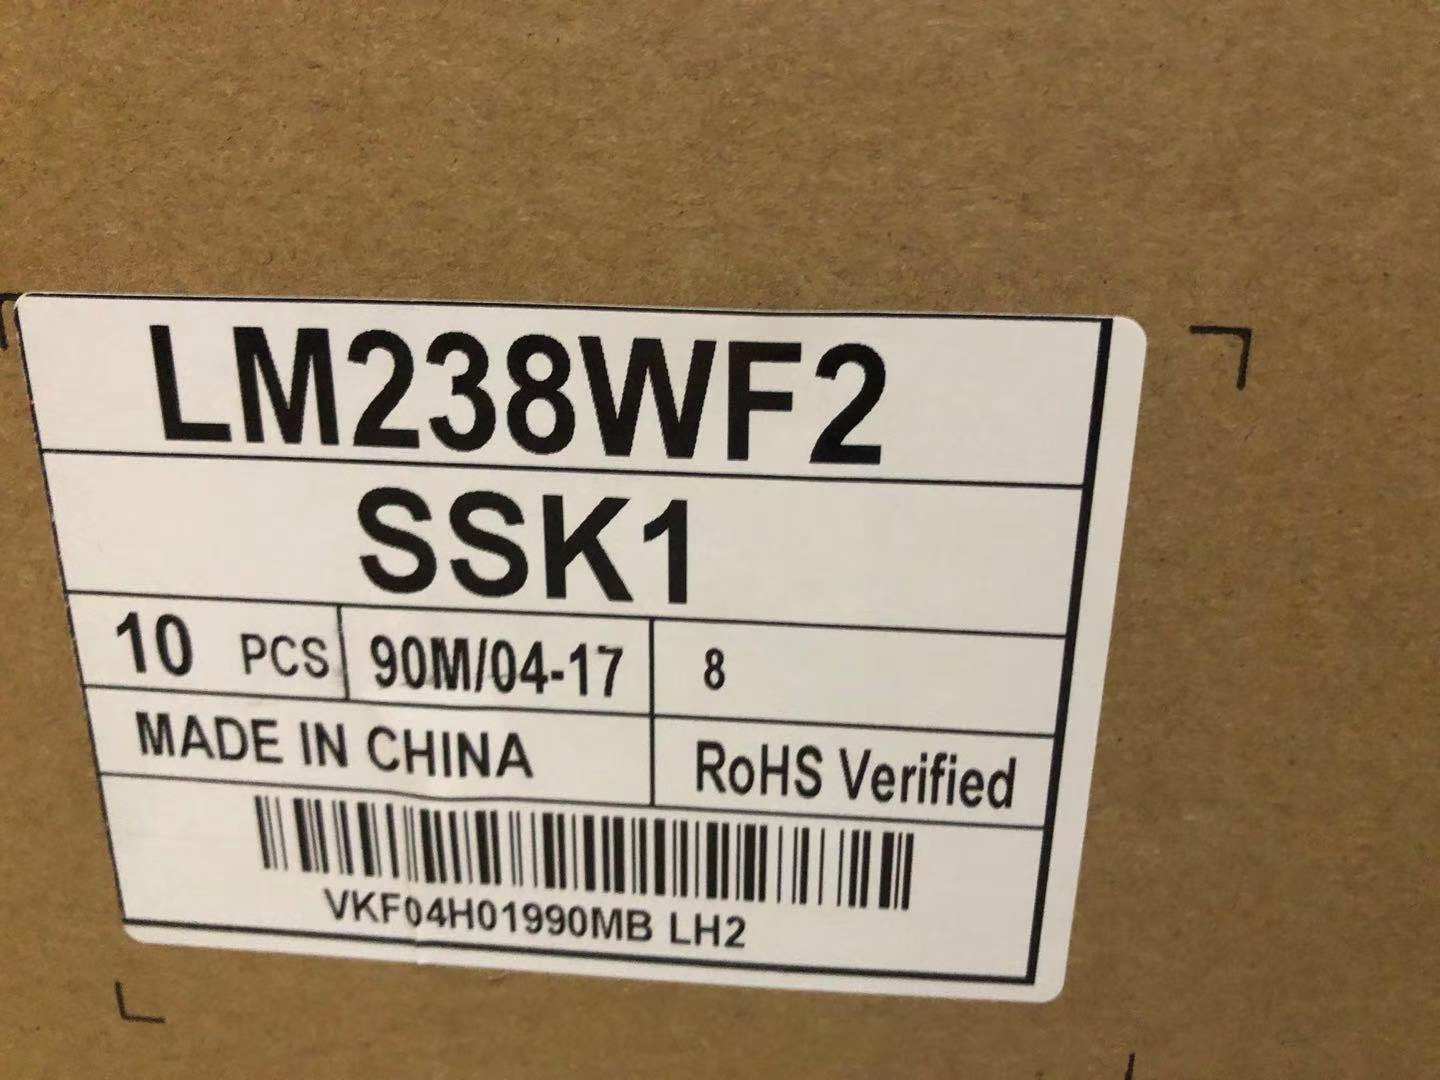 LM238WF2
SSK1
10 PCS 90M/04-17 8
MADE IN CHINA RoHS Verified
VKF04H01990MB LH2